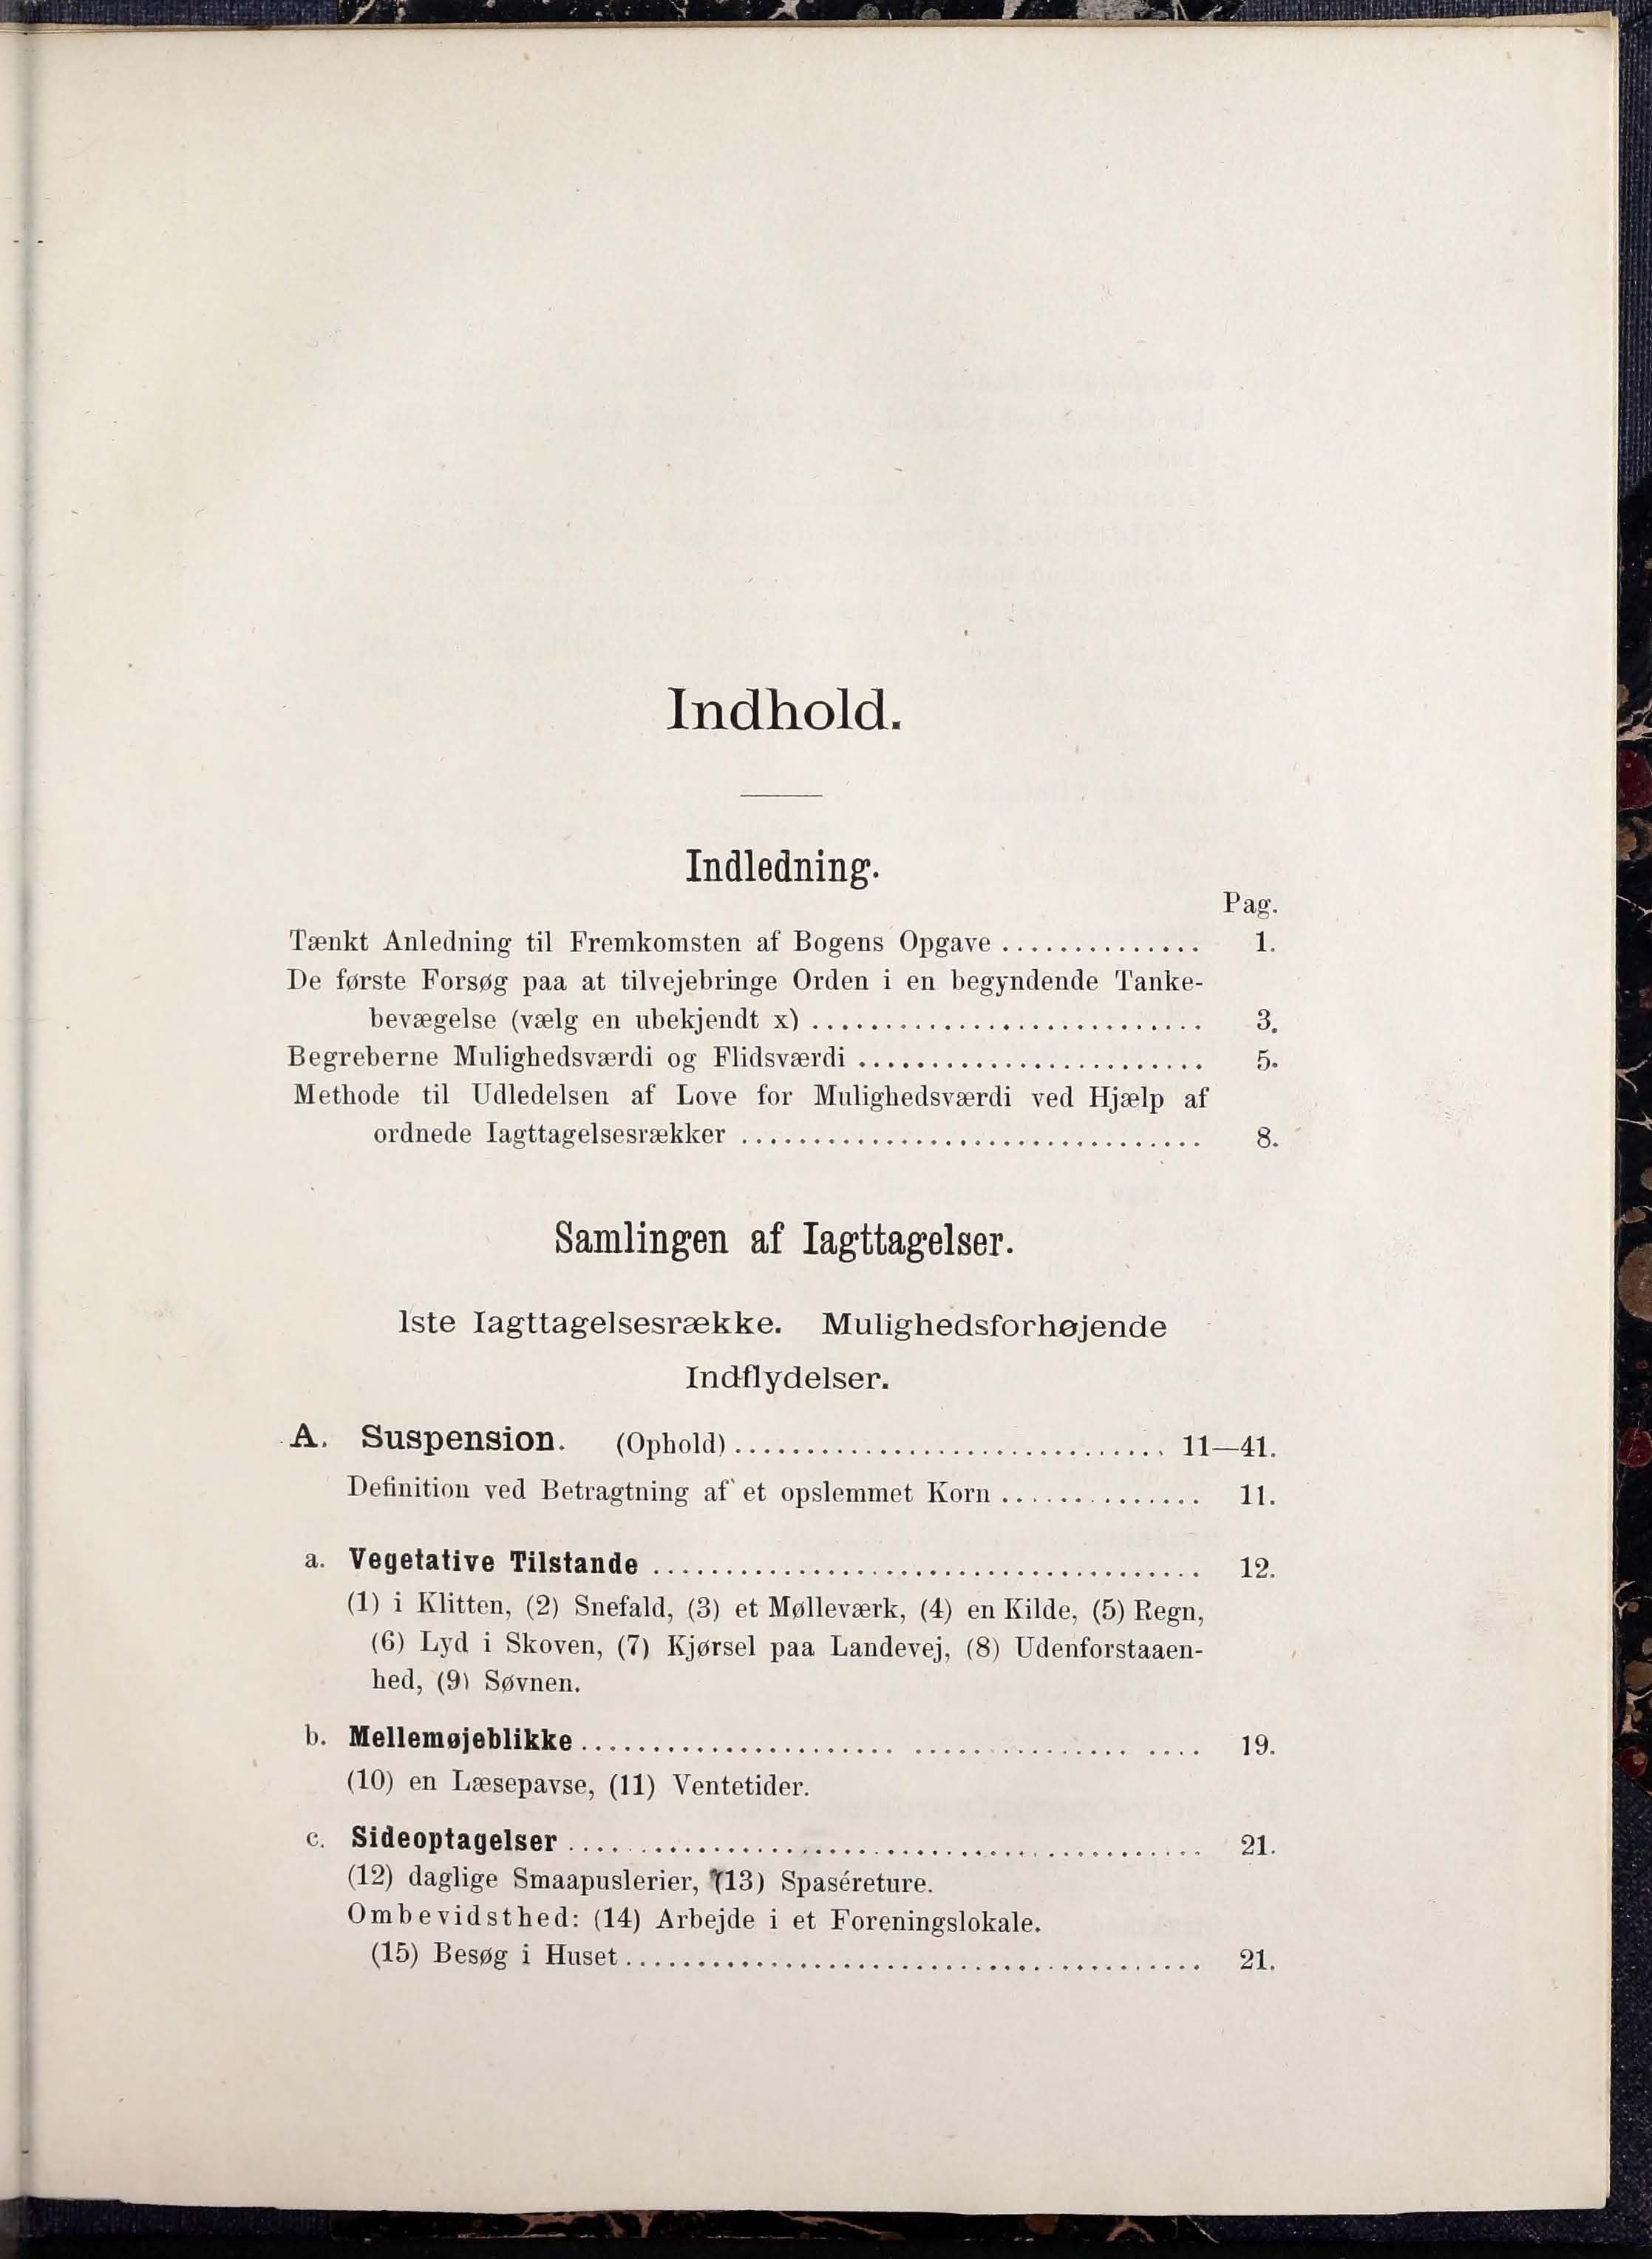 Indhold.
Indledning.
Pag.
Tænkt Anledning til Fremkomsten af Bogens Opgave .............. 1.
De første Forsøg paa at tilvejebringe Orden i en begyndende Tanke-
bevægelse (vælg en ubekjendt x) ........................... 3.
Begreberne Mulighedsværdi og Flidsværdi ........................ 5.
Methode til Udledelsen af Love for Mulighedsværdi ved Hjælp af
ordnede Iagttagelsesrækker ................................ 8.
Samlingen af Iagttagelser.
1ste Iagttagelsesrække. Mulighedsforhøjende
Indflydelser.
A. Suspension. (Ophold) .............................. 11—41.
Definition ved Betragtning af et opslemmet Korn .............. 11.
a. Vegetative Tilstande ...................................... 12.
(1) i Klitten, (2) Snefald, (3) et Mølleværk, (4) en Kilde, (5) Regn,
(6) Lyd i Skoven, (7) Kjørsel paa Landevej, (8) Udenforstaaen-
hed, (9) Søvnen.
b. Mellemøjeblikke .......................................... 19.
(10) en Læsepavse, (11) Ventetider.
c. Sideoptagelser ............................................ 21.
(12) daglige Smaapuslerier, (13) Spaséreture.
Ombevidsthed: (14) Arbejde i et Foreningslokale.
(15) Besøg i Huset ........................................ 21.